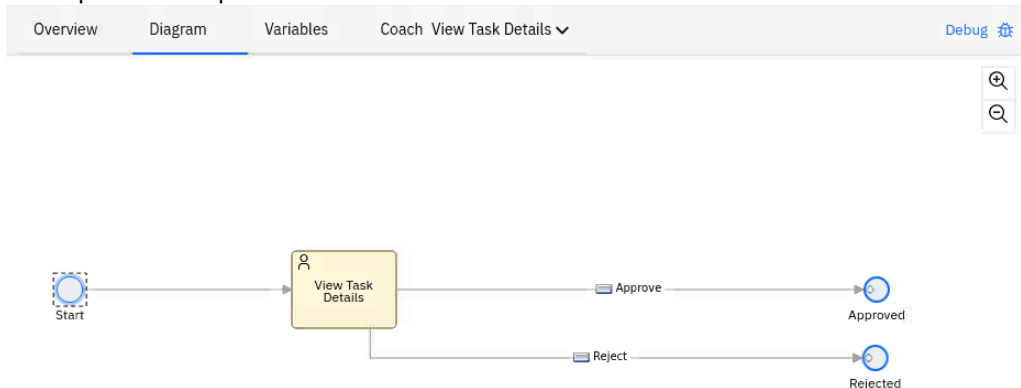 Overview Diagram Variables Coach View Task Details Debug
View Task
Details
Approve
Start
Approved
Reject
Rejected